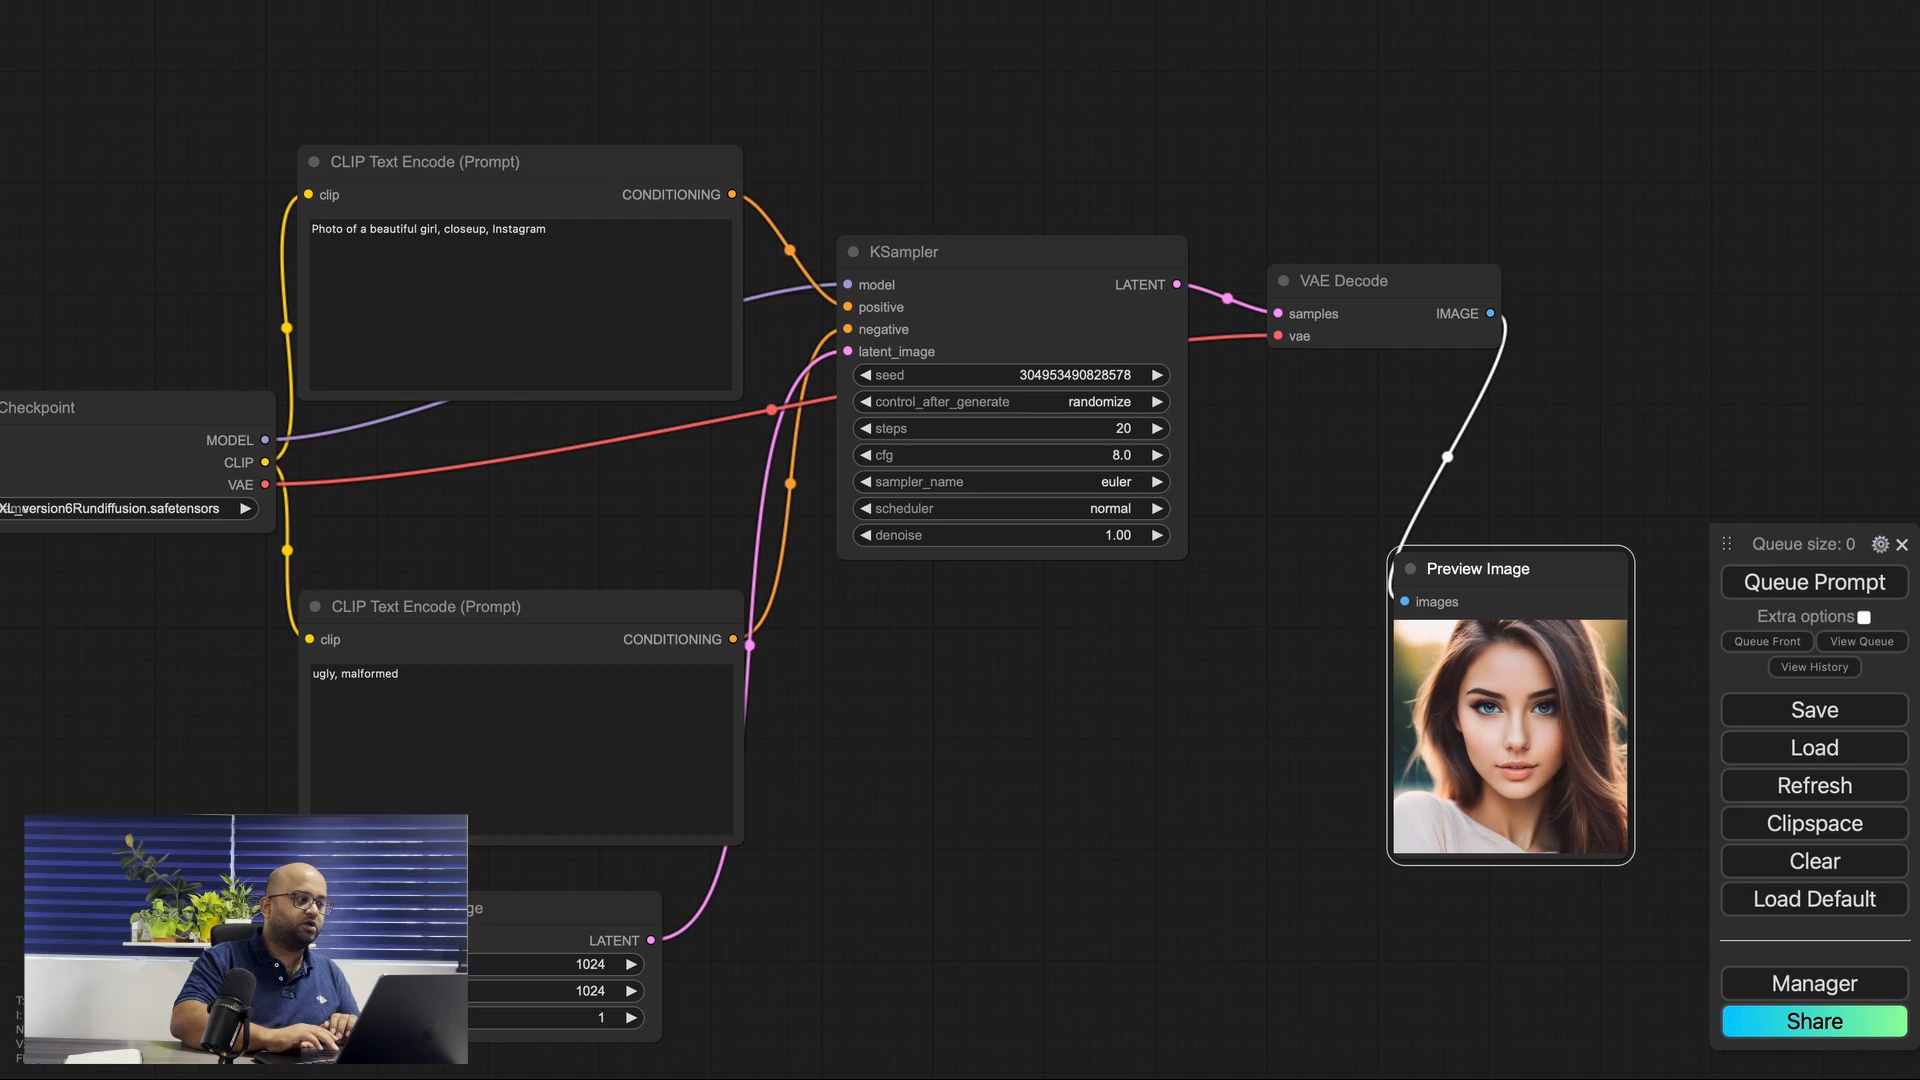 CLIP Text Encode (Prompt)
clip
CONDITIONING
Photo of a beautiful girl, closeup, Instagram
KSampler
model
LATENT
positive
negative
latent_image
seed 304953490828578
control_after_generate randomize
steps 20
cfg 8.0
sampler_name euler
scheduler normal
denoise 1.00
VAE Decode
samples
IMAGE
vae
Checkpoint
MODEL
CLIP
VAE
XL_version6Rundiffusion.safetensors
CLIP Text Encode (Prompt)
clip
CONDITIONING
ugly, malformed
ge
LATENT
1024
1024
1
Preview Image
images
Queue size: 0
Queue Prompt
Extra options
Queue Front
View Queue
View History
Save
Load
Refresh
Clipspace
Clear
Load Default
Manager
Share